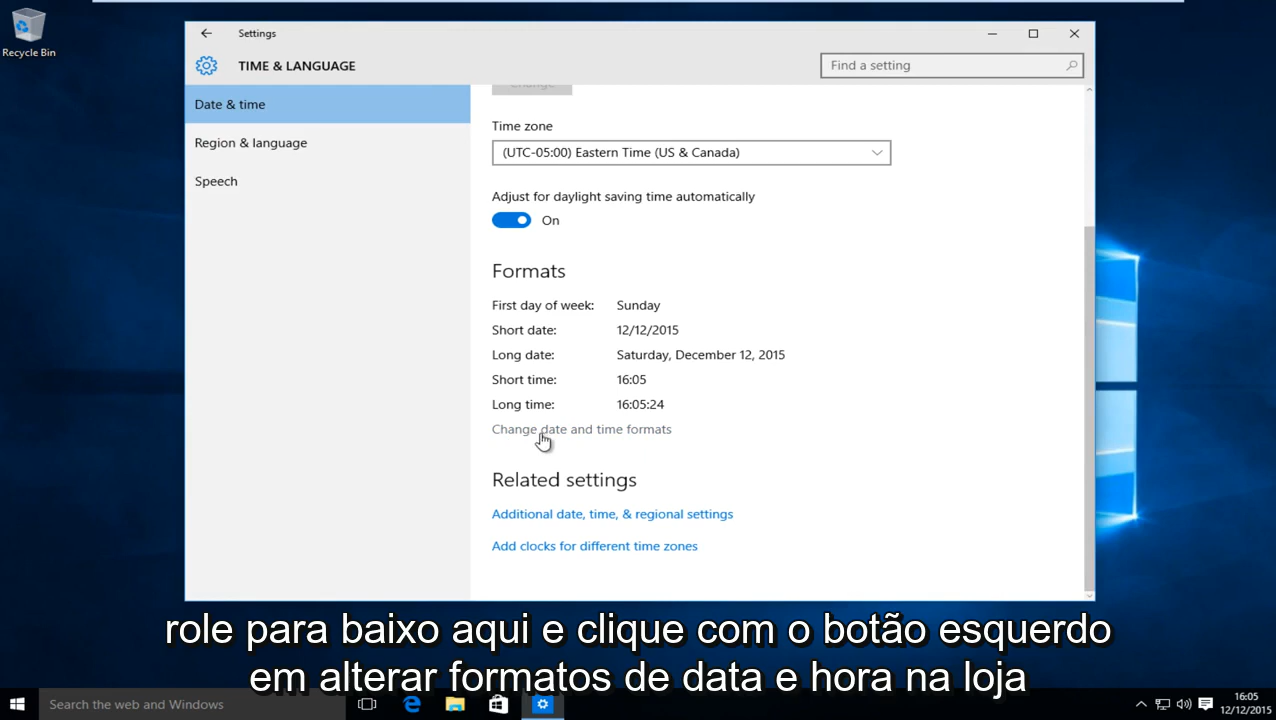 Recycle Bin
Settings
TIME & LANGUAGE
Find a setting
Date & time
Region & language
Speech
Change
Time zone
(UTC-05:00) Eastern Time (US & Canada)
Adjust for daylight saving time automatically
On
Formats
First day of week: Sunday
Short date: 12/12/2015
Long date: Saturday, December 12, 2015
Short time: 16:05
Long time: 16:05:24
Change date and time formats
Related settings
Additional date, time, & regional settings
Add clocks for different time zones
role para baixo aqui e clique com o botão esquerdo
em alterar formatos de data e hora na loja
Search the web and Windows
16:05
12/12/2015